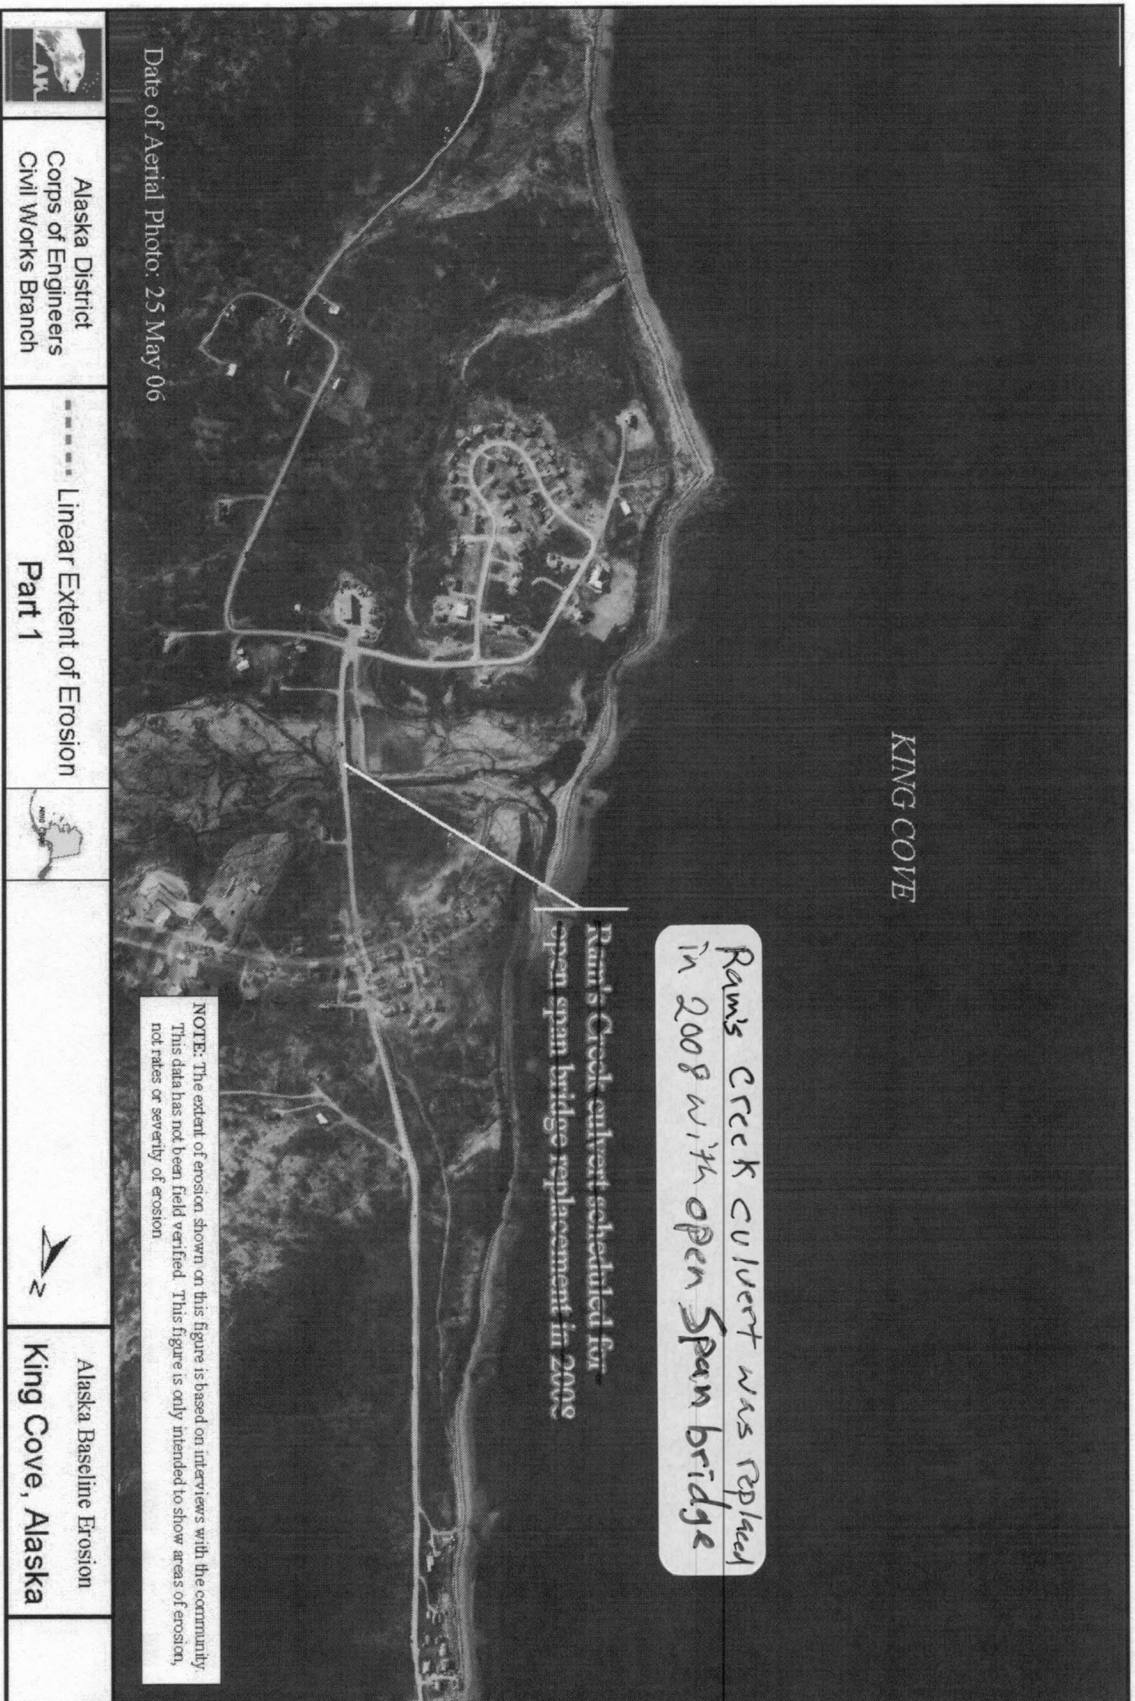 KING COVE
Ram's Creek culvert was replaced
in 2008 with open span bridge
Ram's Creek culvert scheduled for
open span bridge replacement in 2008
NOTE: The extent of erosion shown on this figure is based on interviews with the community.
This data has not been field verified. This figure is only intended to show areas of erosion,
not rates or severity of erosion
Date of Aerial Photo: 25 May 06
AK
Alaska District
Corps of Engineers
Civil Works Branch
Linear Extent of Erosion
Part 1
N
Alaska Baseline Erosion
King Cove, Alaska